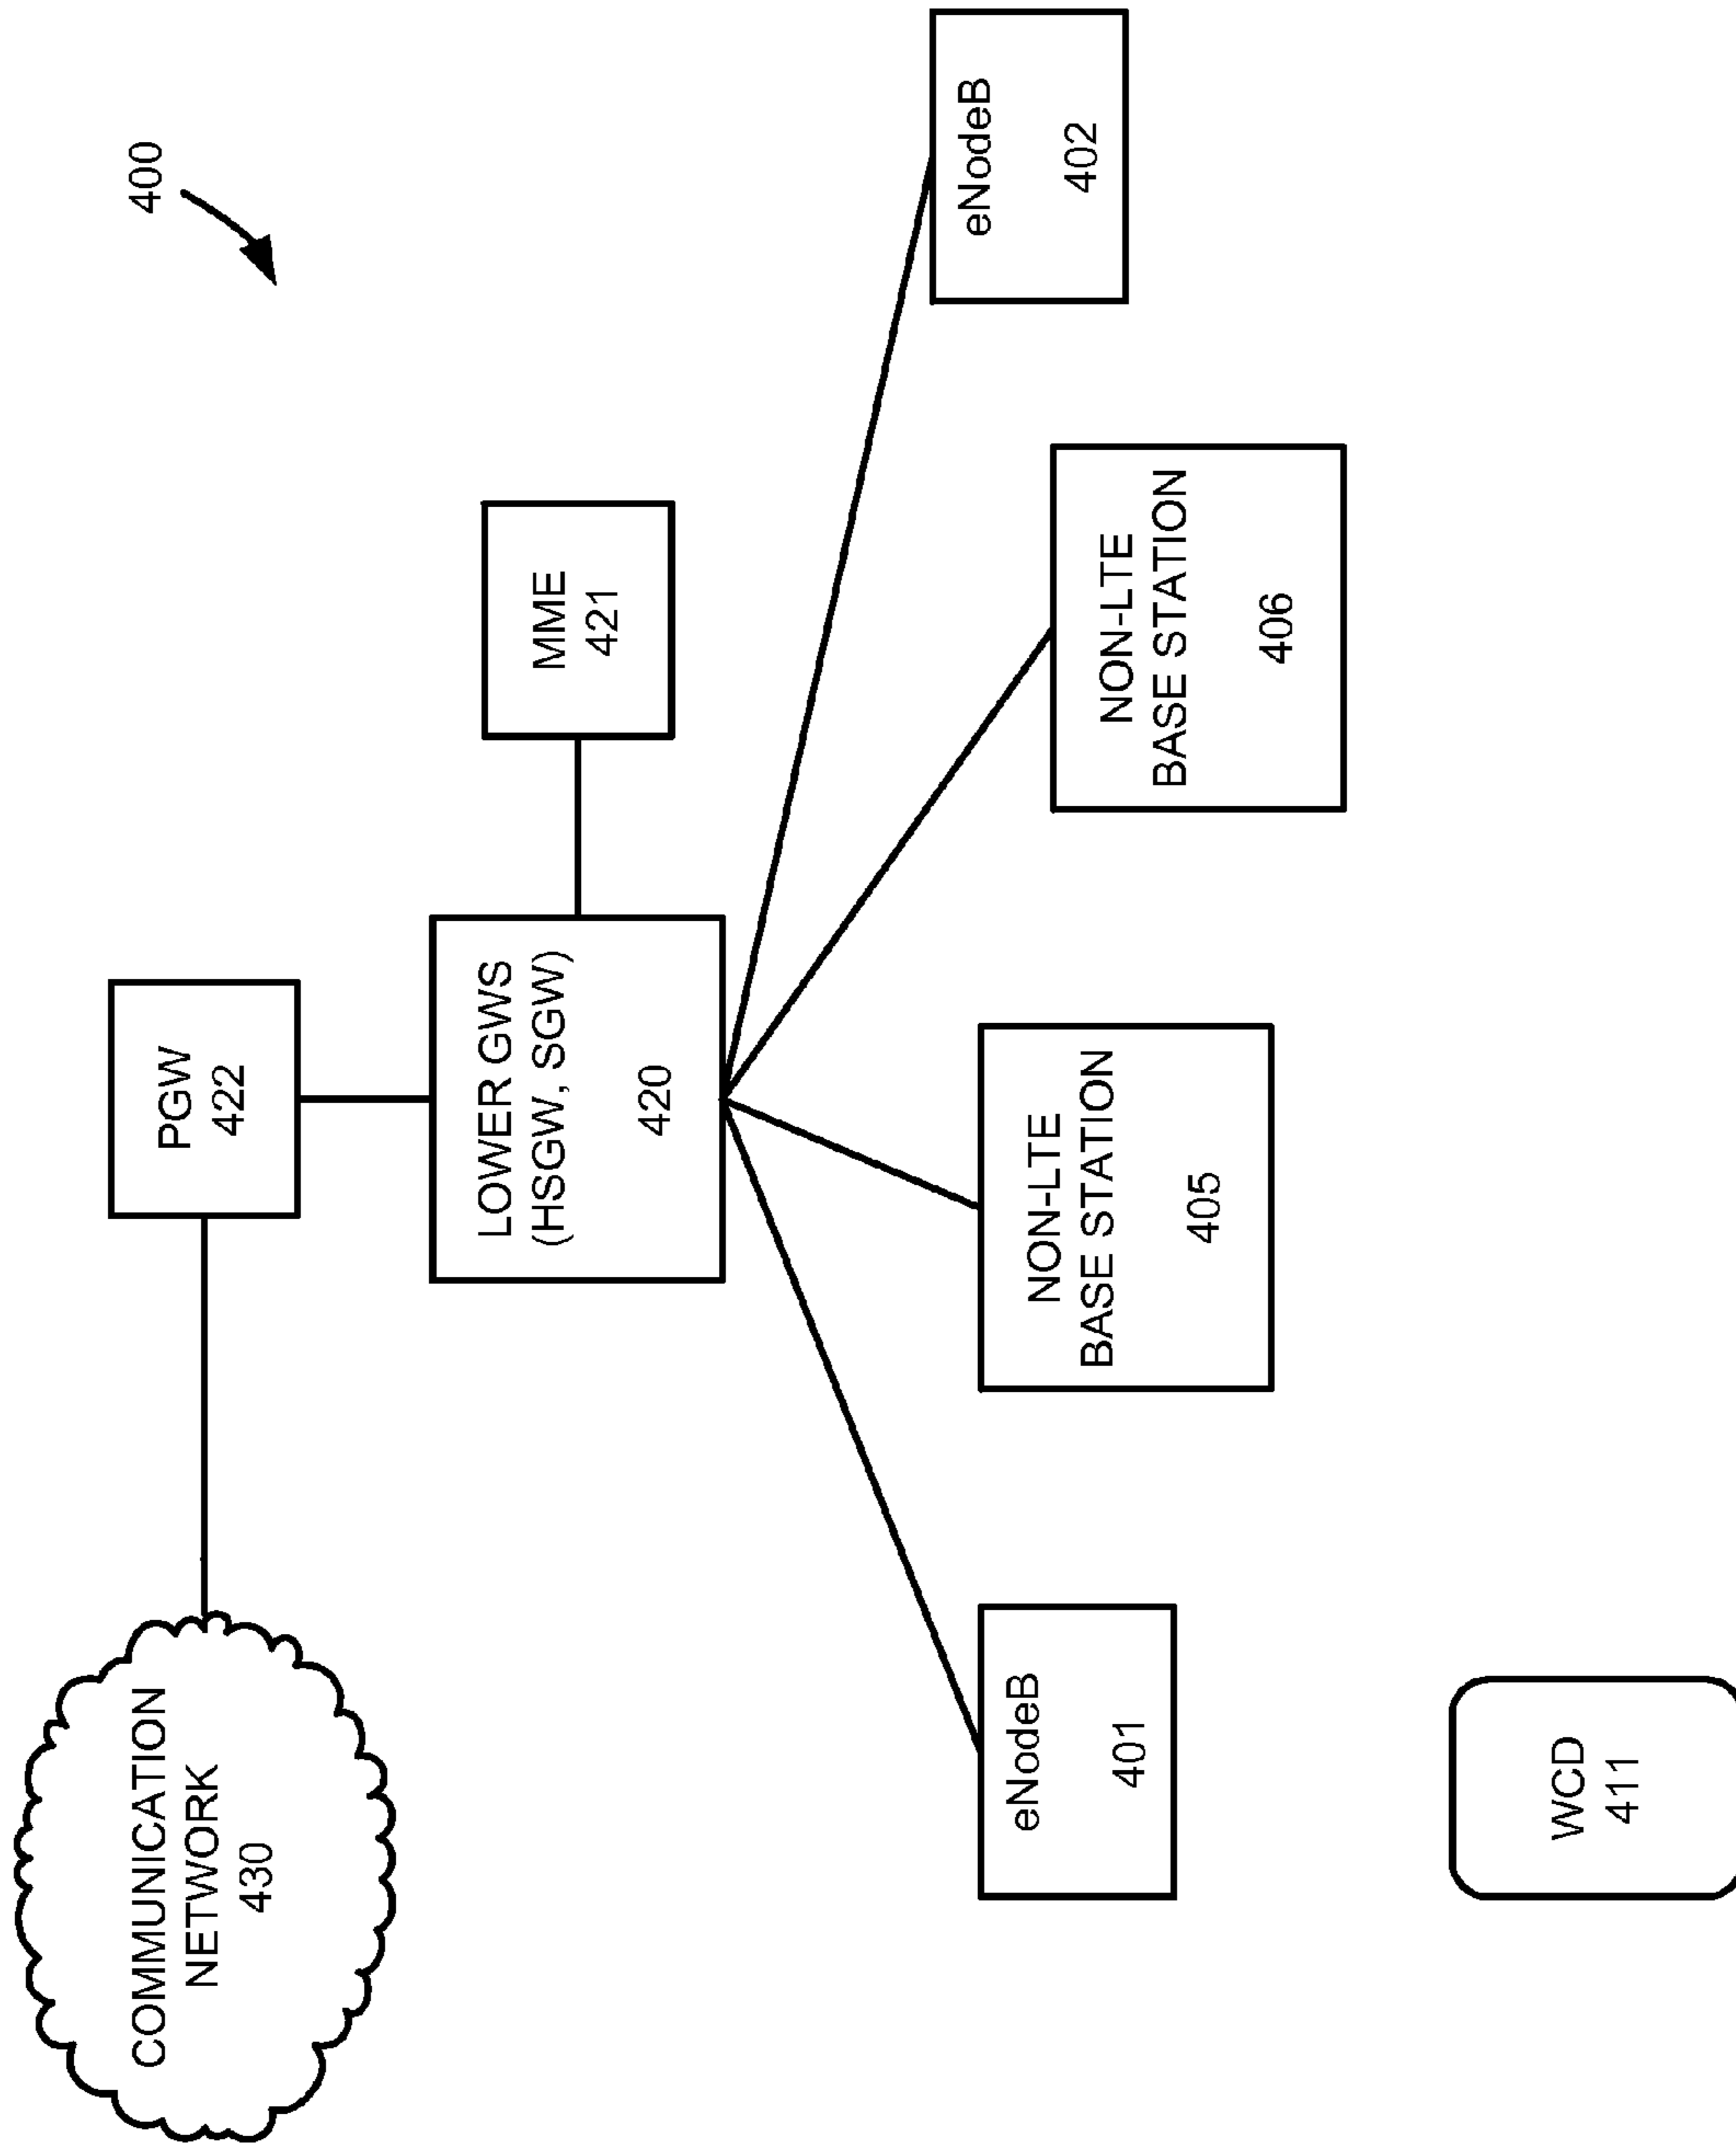 400
COMMUNICATION
NETWORK
430
PGW
422
LOWER GWS
(HSGW, SGW)
420
MME
421
eNodeB
401
NON-LTE
BASE STATION
405
NON-LTE
BASE STATION
406
eNodeB
402
WCD
411